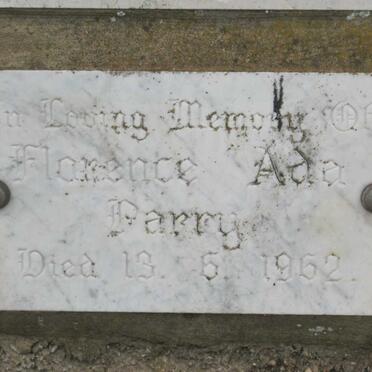 In Loving Memory Of
Florence Ada
Parry
Died 13. 6. 1962.